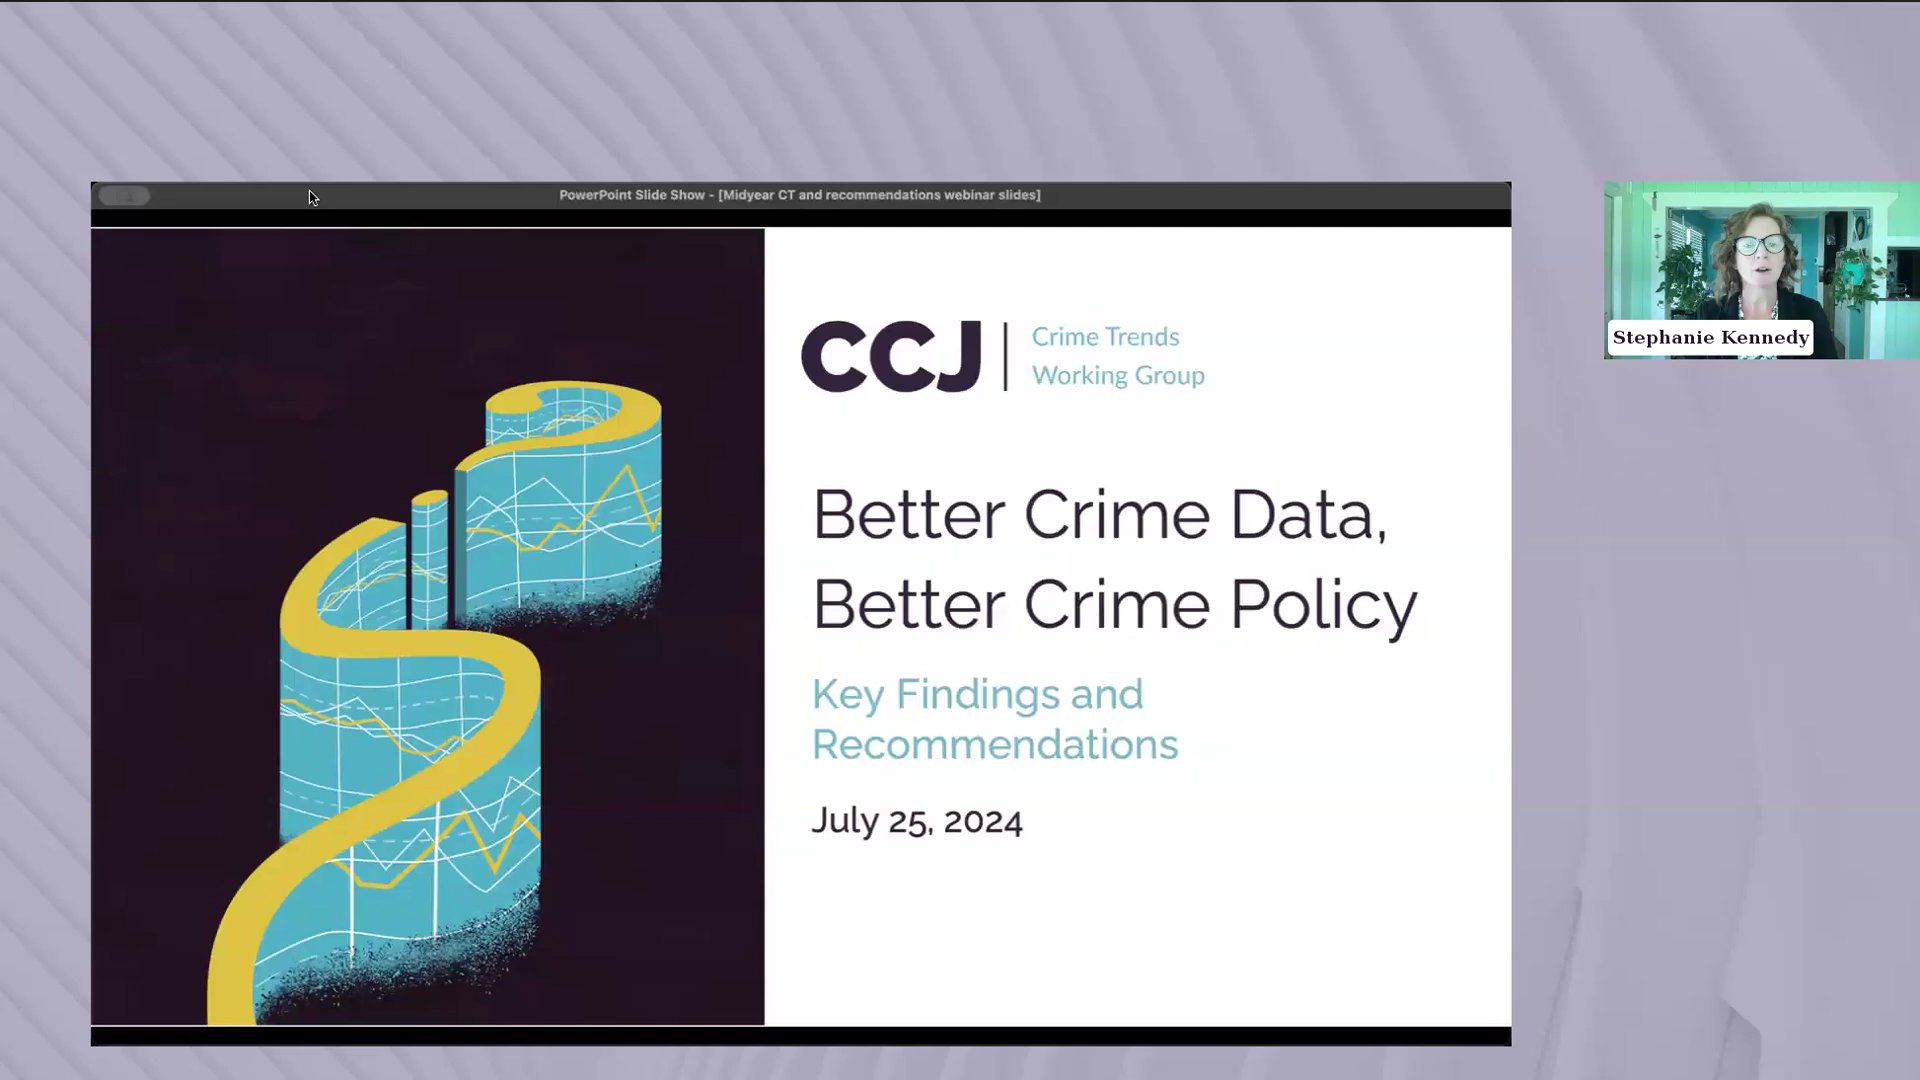 PowerPoint Slide Show - [Midyear CT and recommendations webinar slides]
CCJ
Crime Trends
Working Group
Better Crime Data,
Better Crime Policy
Key Findings and
Recommendations
July 25, 2024
Stephanie Kennedy